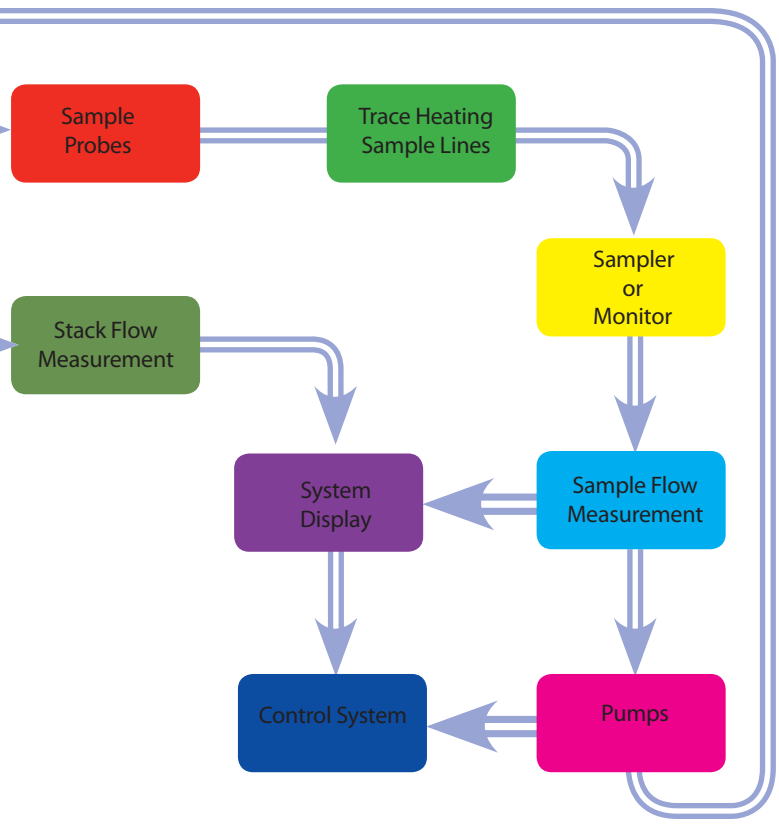 Sample
Probes
Trace Heating
Sample Lines
Sampler
or
Monitor
Stack Flow
Measurement
System
Display
Sample Flow
Measurement
Control System
Pumps